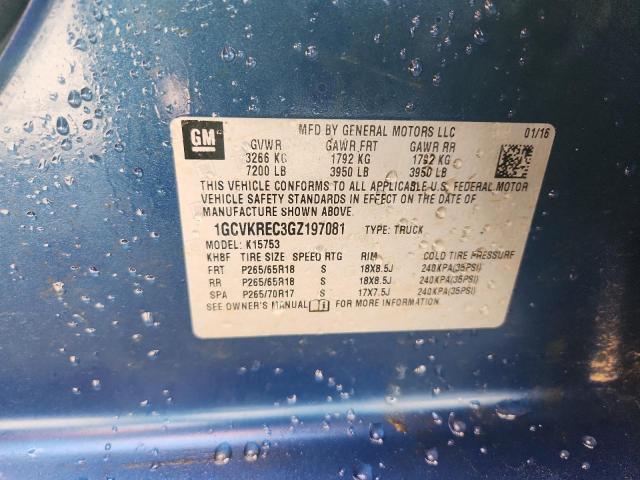 GM
MFD BY GENERAL MOTORS LLC 01/16
GVWR GAWR FRT GAWR RR
3266 KG 1792 KG 1792 KG
7200 LB 3950 LB 3950 LB
THIS VEHICLE CONFORMS TO ALL APPLICABLE U.S. FEDERAL MOTOR
VEHICLE SAFETY STANDARDS IN EFFECT ON THE DATE OF
MANUFACTURE SHOWN ABOVE.
1GCVKREC3GZ197081 TYPE: TRUCK
MODEL: K15753
KHBF TIRE SIZE SPEED RTG RIM COLD TIRE PRESSURE
FRT P265/65R18 S 18X8.5J 240KPA(35PSI)
RR P265/65R18 S 18X8.5J 240KPA(35PSI)
SPA P265/70R17 S 17X7.5J 240KPA(35PSI)
SEE OWNER'S MANUAL FOR MORE INFORMATION.